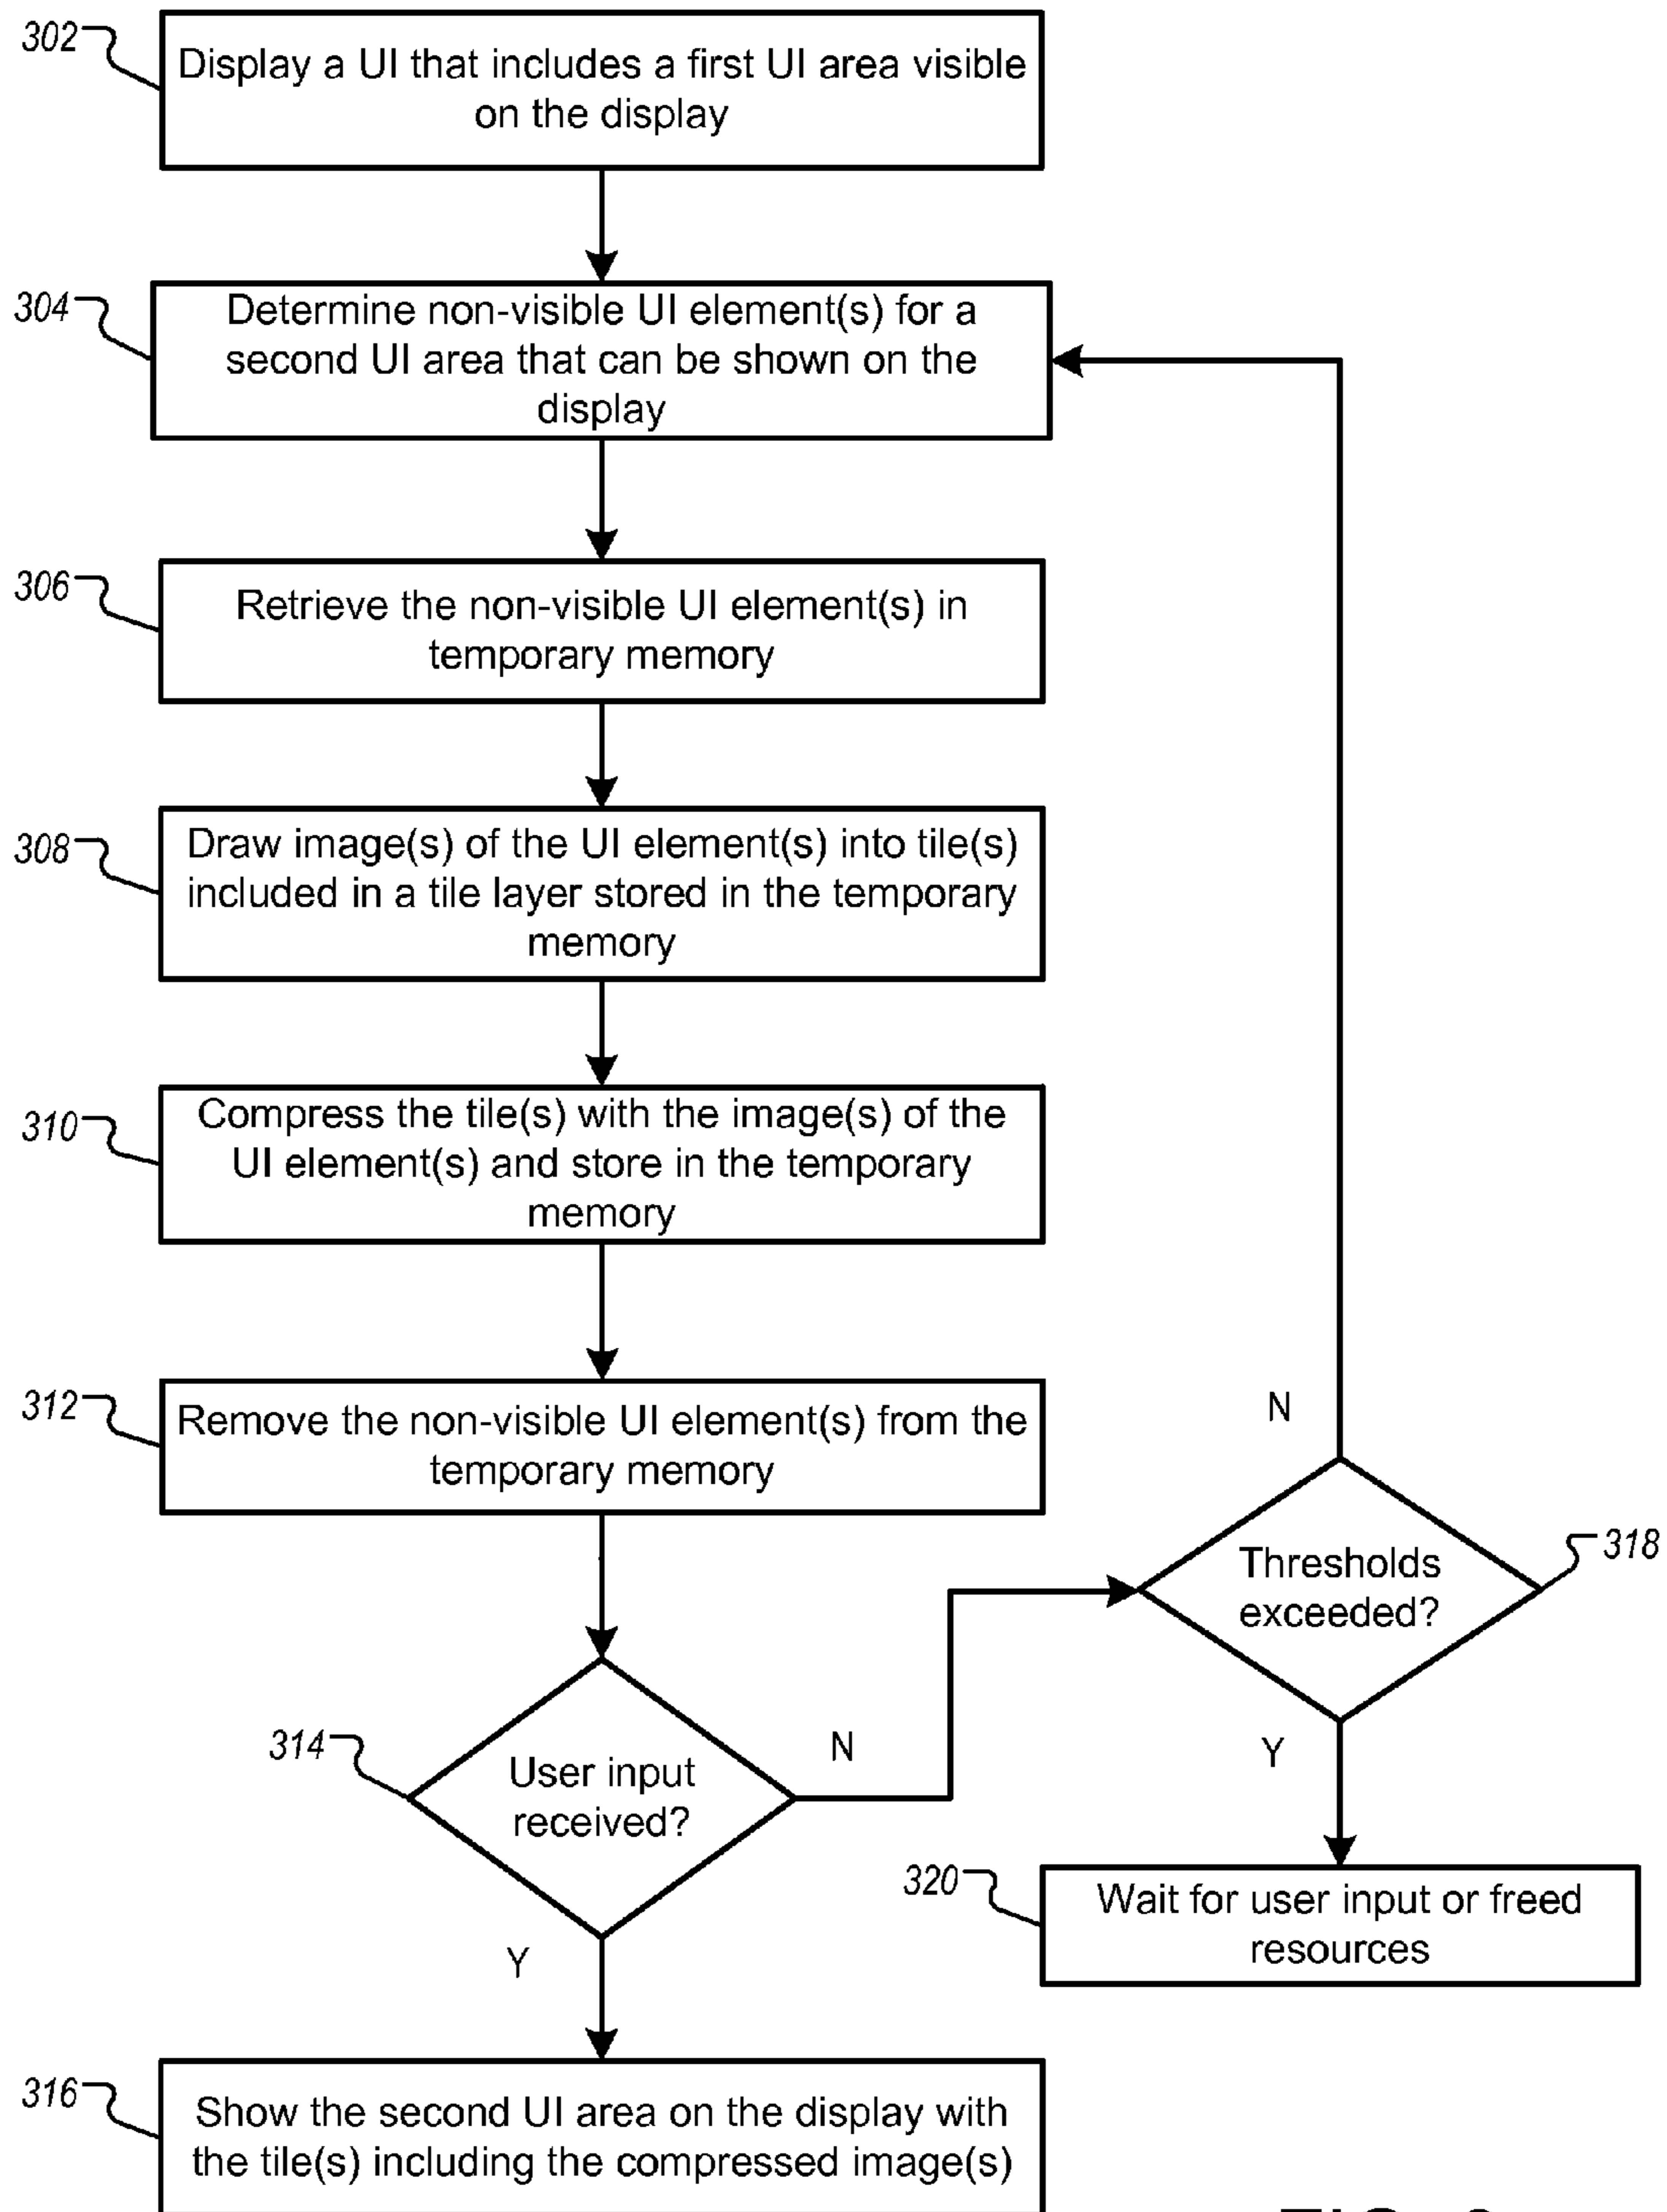 302
Display a UI that includes a first UI area visible
on the display
304
Determine non-visible UI element(s) for a
second UI area that can be shown on the
display
306
Retrieve the non-visible UI element(s) in
temporary memory
308
Draw image(s) of the UI element(s) into tile(s)
included in a tile layer stored in the temporary
memory
310
Compress the tile(s) with the image(s) of the
UI element(s) and store in the temporary
memory
312
Remove the non-visible UI element(s) from the
temporary memory
N
Thresholds
exceeded?
318
314
User input
received?
N
Y
320
Wait for user input or freed
resources
Y
316
Show the second UI area on the display with
the tile(s) including the compressed image(s)